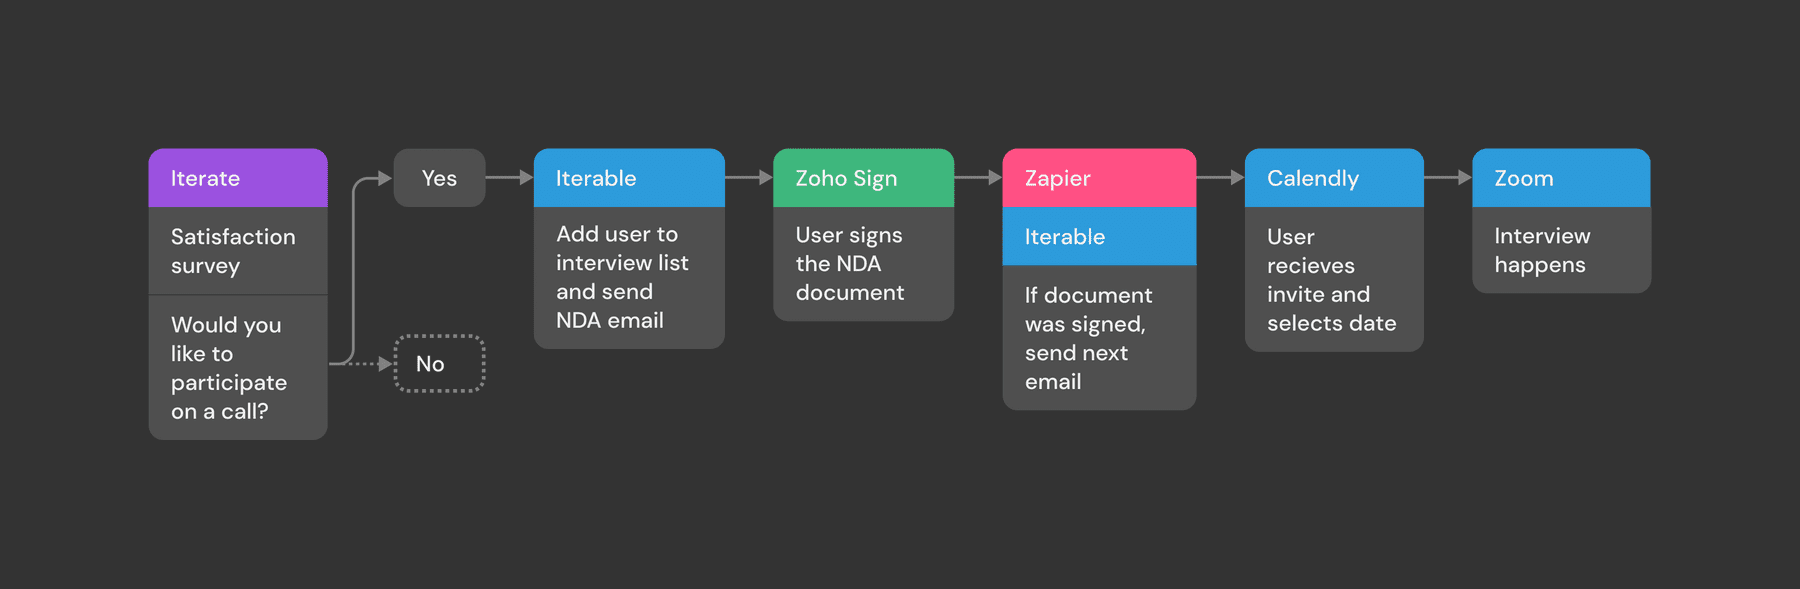 Iterate
Satisfaction
survey
Would you
like to
participate
on a call?
Yes
No
Iterable
Add user to
interview list
and send
NDA email
Zoho Sign
User signs
the NDA
document
Zapier
Iterable
If document
was signed,
send next
email
Calendly
User
recieves
invite and
selects date
Zoom
Interview
happens